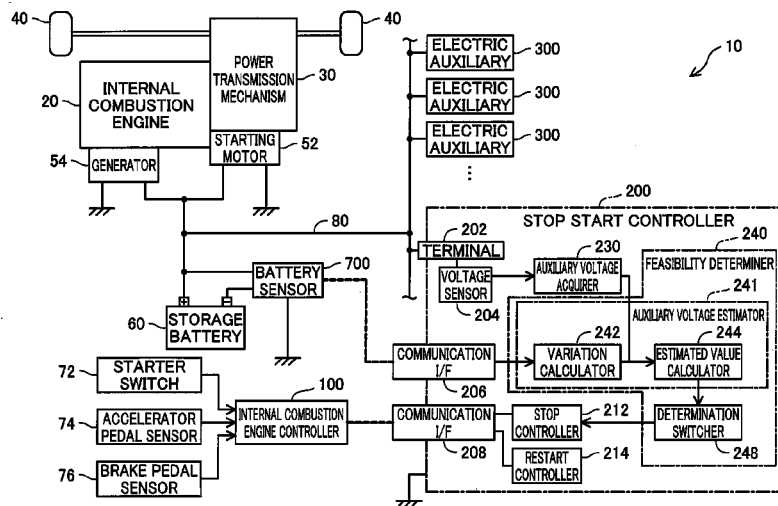 40
40
POWER
TRANSMISSION
MECHANISM
30
INTERNAL
COMBUSTION
ENGINE
20
STARTING
MOTOR
52
54
GENERATOR
ELECTRIC
AUXILIARY
300
ELECTRIC
AUXILIARY
300
ELECTRIC
AUXILIARY
300
10
80
200
STOP START CONTROLLER
202
TERMINAL
VOLTAGE
SENSOR
204
230
AUXILIARY VOLTAGE
ACQUIRER
240
FEASIBILITY DETERMINER
241
AUXILIARY VOLTAGE ESTIMATOR
242
VARIATION
CALCULATOR
244
ESTIMATED VALUE
CALCULATOR
700
BATTERY
SENSOR
60
STORAGE
BATTERY
COMMUNICATION
I/F
206
72
STARTER
SWITCH
74
ACCELERATOR
PEDAL SENSOR
76
BRAKE PEDAL
SENSOR
100
INTERNAL COMBUSTION
ENGINE CONTROLLER
COMMUNICATION
I/F
208
STOP
CONTROLLER
212
RESTART
CONTROLLER
214
DETERMINATION
SWITCHER
248